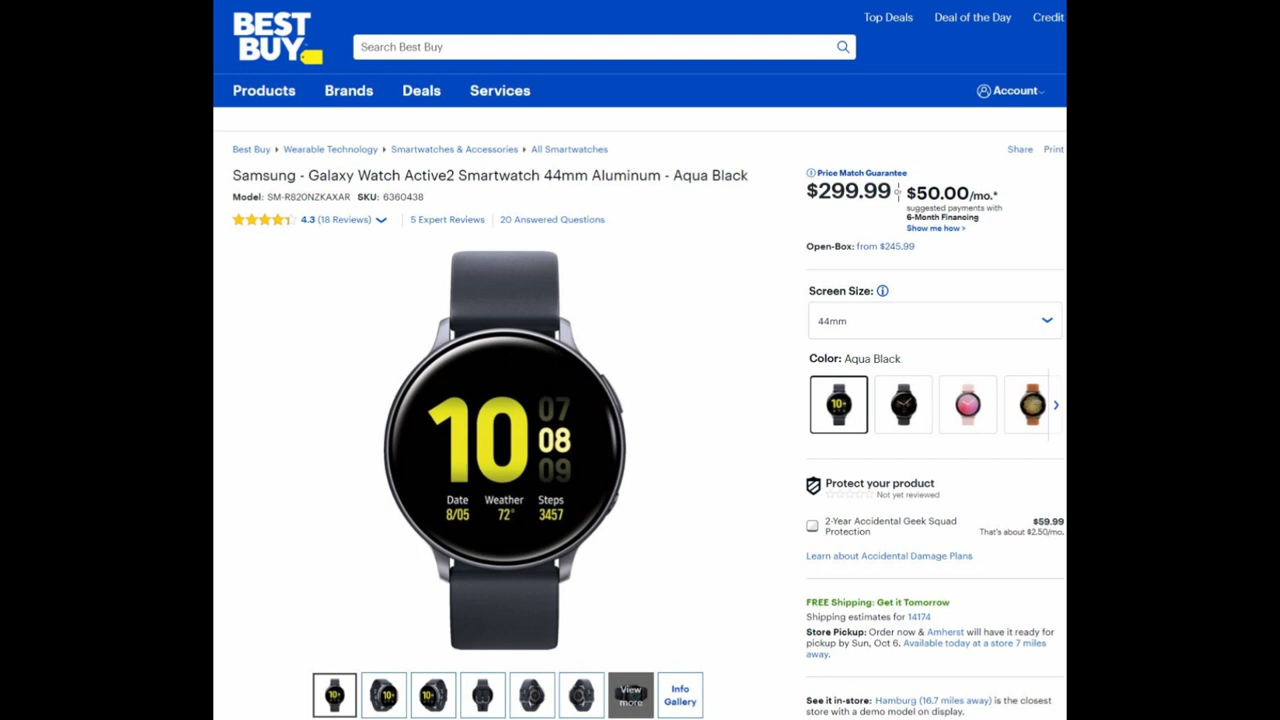 BEST
BUY
Search Best Buy
Top Deals Deal of the Day Credit
Products Brands Deals Services
Account
Best Buy Wearable Technology Smartwatches & Accessories All Smartwatches
Share Print
Samsung - Galaxy Watch Active2 Smartwatch 44mm Aluminum - Aqua Black
Model: SM-R820NZKAXAR SKU: 6360438
4.3 (18 Reviews) 5 Expert Reviews 20 Answered Questions
10
07
08
09
Date Weather Steps
8/05 72° 3457
View
more
Info
Gallery
Price Match Guarantee
$299.99 or $50.00/mo.*
suggested payments with
6-Month Financing
Show me how >
Open-Box: from $245.99
Screen Size:
44mm
Color: Aqua Black
Protect your product
Not yet reviewed
2-Year Accidental Geek Squad
Protection
$59.99
That's about $2.50/mo.
Learn about Accidental Damage Plans
FREE Shipping: Get it Tomorrow
Shipping estimates for 14174
Store Pickup: Order now & Amherst will have it ready for
pickup by Sun, Oct 6. Available today at a store 7 miles
away.
See it in-store: Hamburg (16.7 miles away) is the closest
store with a demo model on display.